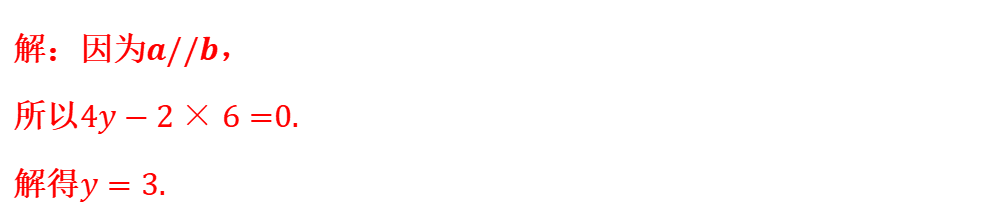 解：因为a//b，
所以4y − 2 × 6 =0.
解得y = 3.